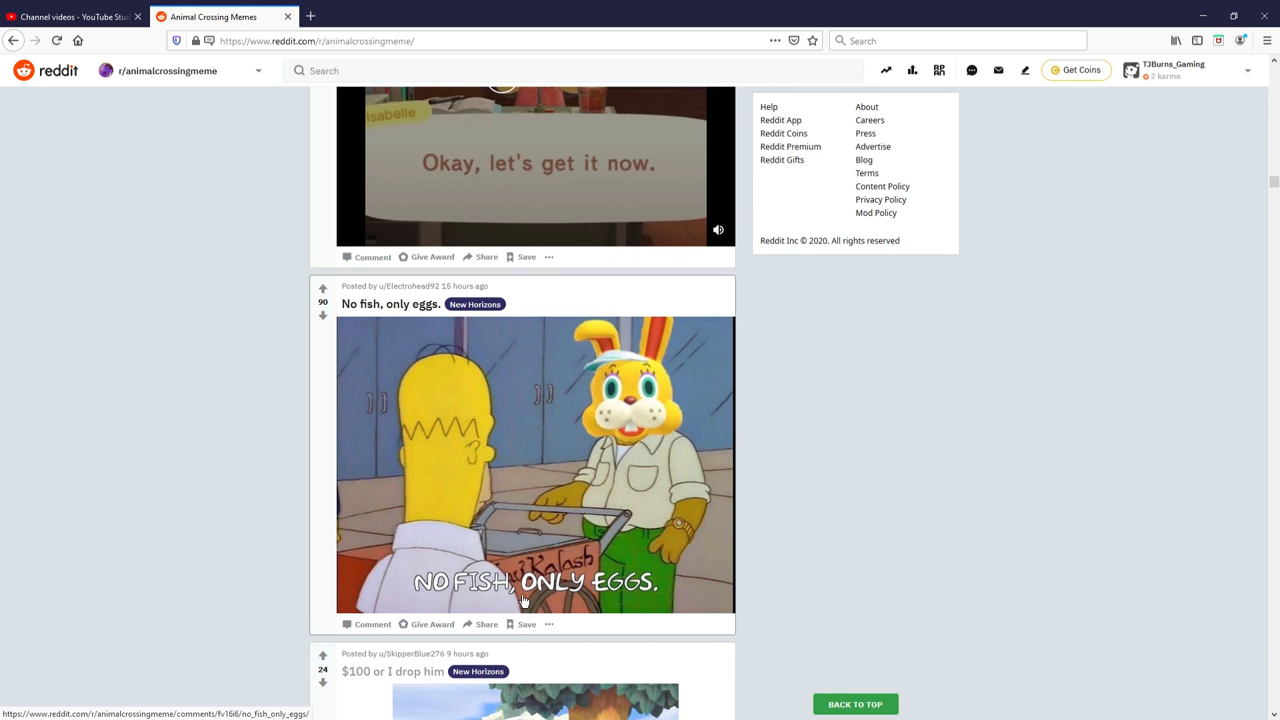 Channel videos - YouTube Stud
Animal Crossing Memes
https://www.reddit.com/r/animalcrossingmeme/
Search
reddit
r/animalcrossingmeme
Search
Get Coins
TJBurns_Gaming
2 karma
Isabelle
Okay, let's get it now.
Comment Give Award Share Save
Help
About
Reddit App
Careers
Reddit Coins
Press
Reddit Premium
Advertise
Reddit Gifts
Blog
Terms
Content Policy
Privacy Policy
Mod Policy
Reddit Inc © 2020. All rights reserved
Posted by u/Electrohead92 15 hours ago
90
No fish, only eggs. New Horizons
Kalash
NO FISH, ONLY EGGS.
Comment Give Award Share Save
Posted by u/SkipperBlue276 9 hours ago
24
$100 or I drop him New Horizons
BACK TO TOP
https://www.reddit.com/r/animalcrossingmeme/comments/fv16i6/no_fish_only_eggs/